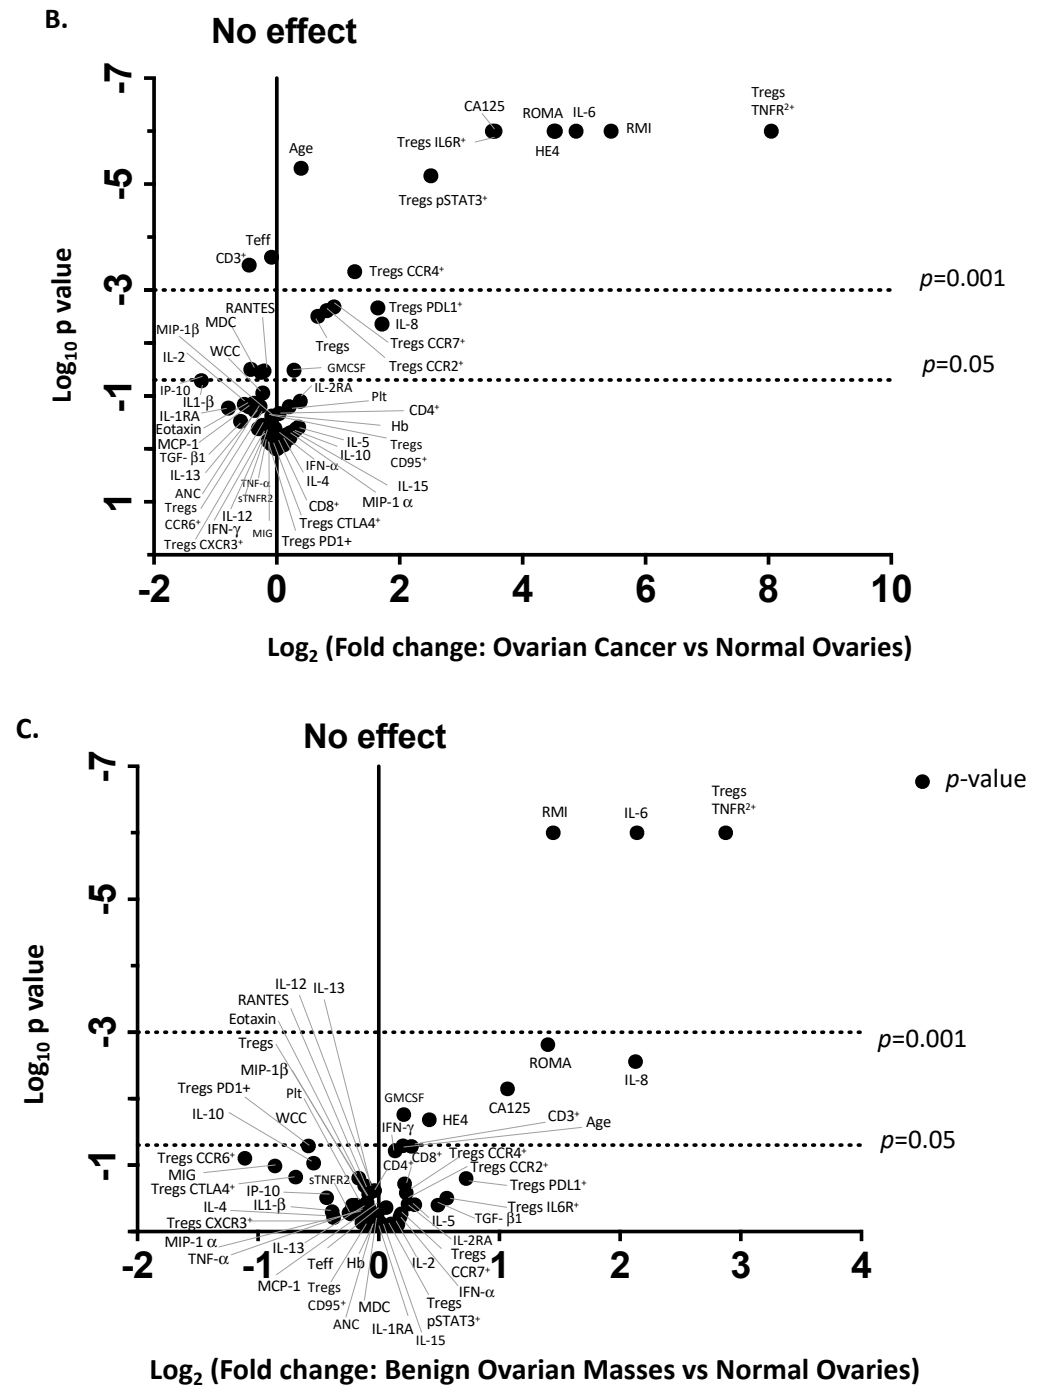 B.
No effect
-7
-5
-3
-1
1
Log10 p value
CA125
ROMA
IL-6
RMI
Tregs
TNFR2+
Tregs IL6R+
HE4
Age
Tregs pSTAT3+
Teff
CD3+
Tregs CCR4+
p=0.001
RANTES
Tregs PDL1+
MDC
IL-8
MIP-1β
Tregs CCR7+
WCC
Tregs
IL-2
GMCSF
Tregs CCR2+
p=0.05
IP-10
IL-2RA
IL1-β
Plt
IL-1RA
CD4+
Eotaxin
Hb
MCP-1
IL-5
Tregs
CD95+
TGF- β1
IL-10
IL-13
IFN-α
TNF-α
IL-4
IL-15
ANC
sTNFR2
MIP-1 α
Tregs
CCR6+
IL-12
CD8+
IFN-γ
MIG
Tregs CTLA4+
Tregs CXCR3+
Tregs PD1+
-2 0 2 4 6 8 10
Log2 (Fold change: Ovarian Cancer vs Normal Ovaries)
C.
No effect
-7
-5
-3
-1
Log10 p value
p-value
RMI
IL-6
Tregs
TNFR2+
IL-12
IL-13
RANTES
Eotaxin
p=0.001
Tregs
ROMA
MIP-1β
IL-8
Tregs PD1+
Plt
GMCSF
CA125
IL-10
WCC
HE4
CD3+
IFN-γ
Age
p=0.05
Tregs CCR6+
CD8+
Tregs CCR4+
MIG
CD4+
Tregs CCR2+
Tregs CTLA4+
sTNFR2
Tregs PDL1+
IP-10
IL-4
IL1-β
Tregs IL6R+
Tregs CXCR3+
IL-5
TGF- β1
MIP-1 α
IL-13
IL-2RA
TNF-α
Teff
Hb
IL-2
Tregs
CCR7+
-2 -1 0 1 2 3 4
MCP-1
Tregs
CD95+
IFN-α
MDC
Tregs
pSTAT3+
ANC
IL-1RA
IL-15
Log2 (Fold change: Benign Ovarian Masses vs Normal Ovaries)